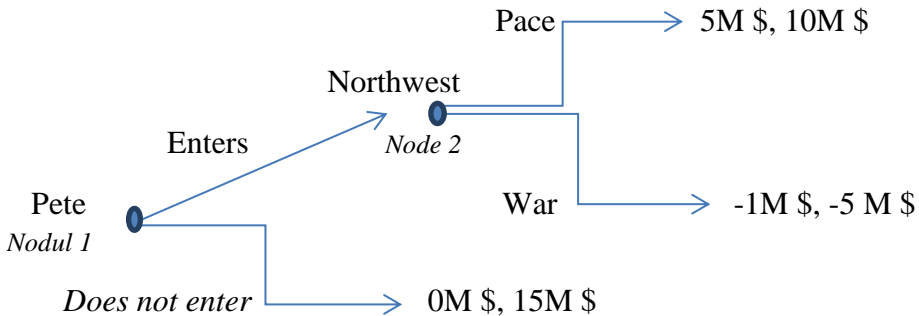 Pace
5M $, 10M $
Northwest
Node 2
Enters
War
-1M $, -5 M $
Pete
Nodul 1
Does not enter
0M $, 15M $